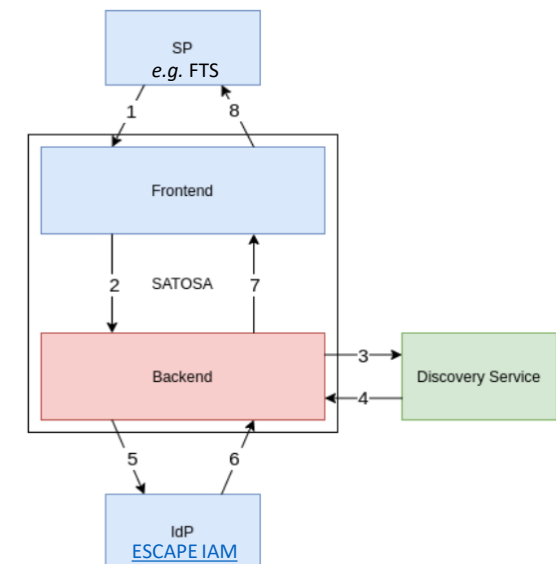 SP
e.g. FTS
1
8
Frontend
2
SATOSA
7
Backend
3
4
Discovery Service
5
6
IdP
ESCAPE IAM